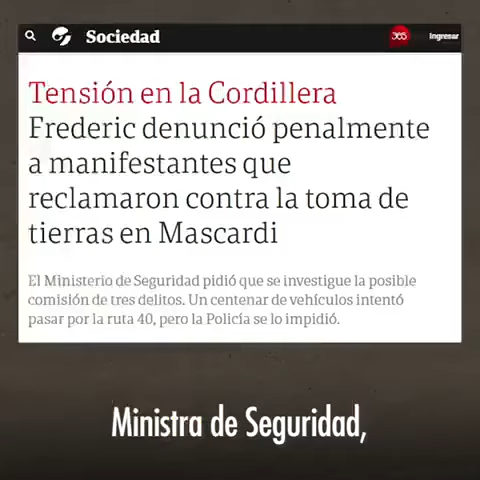 Sociedad
365
Ingresar
Tensión en la Cordillera
Frederic denunció penalmente
a manifestantes que
reclamaron contra la toma de
tierras en Mascardi
El Ministerio de Seguridad pidió que se investigue la posible
comisión de tres delitos. Un centenar de vehículos intentó
pasar por la ruta 40, pero la Policía se lo impidió.
Ministra de Seguridad,